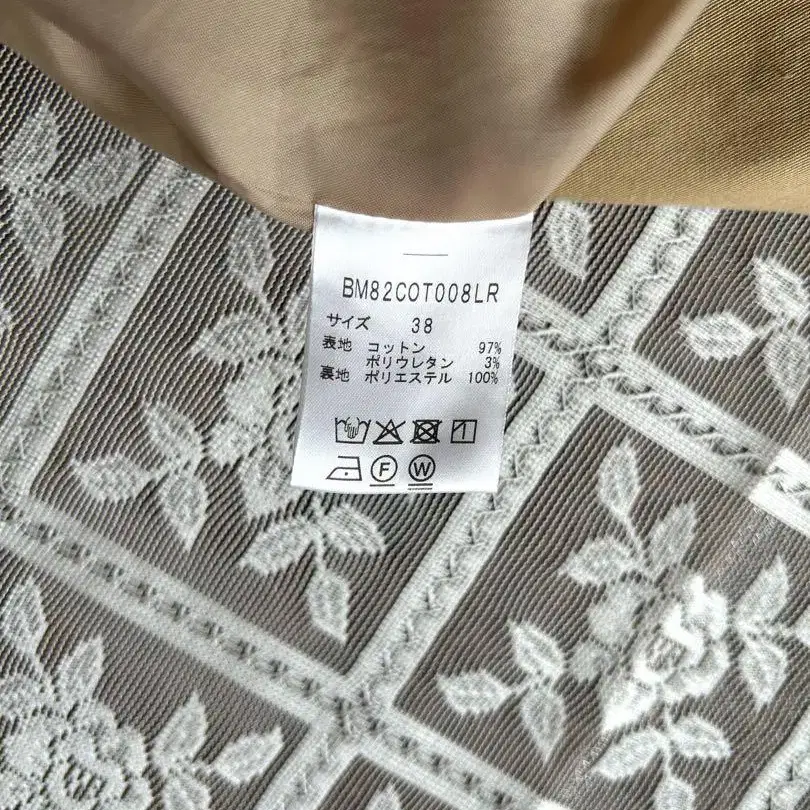 BM82COT008LR
サイズ 38
表地 コットン 97%
ポリウレタン 3%
裏地 ポリエステル 100%
F W